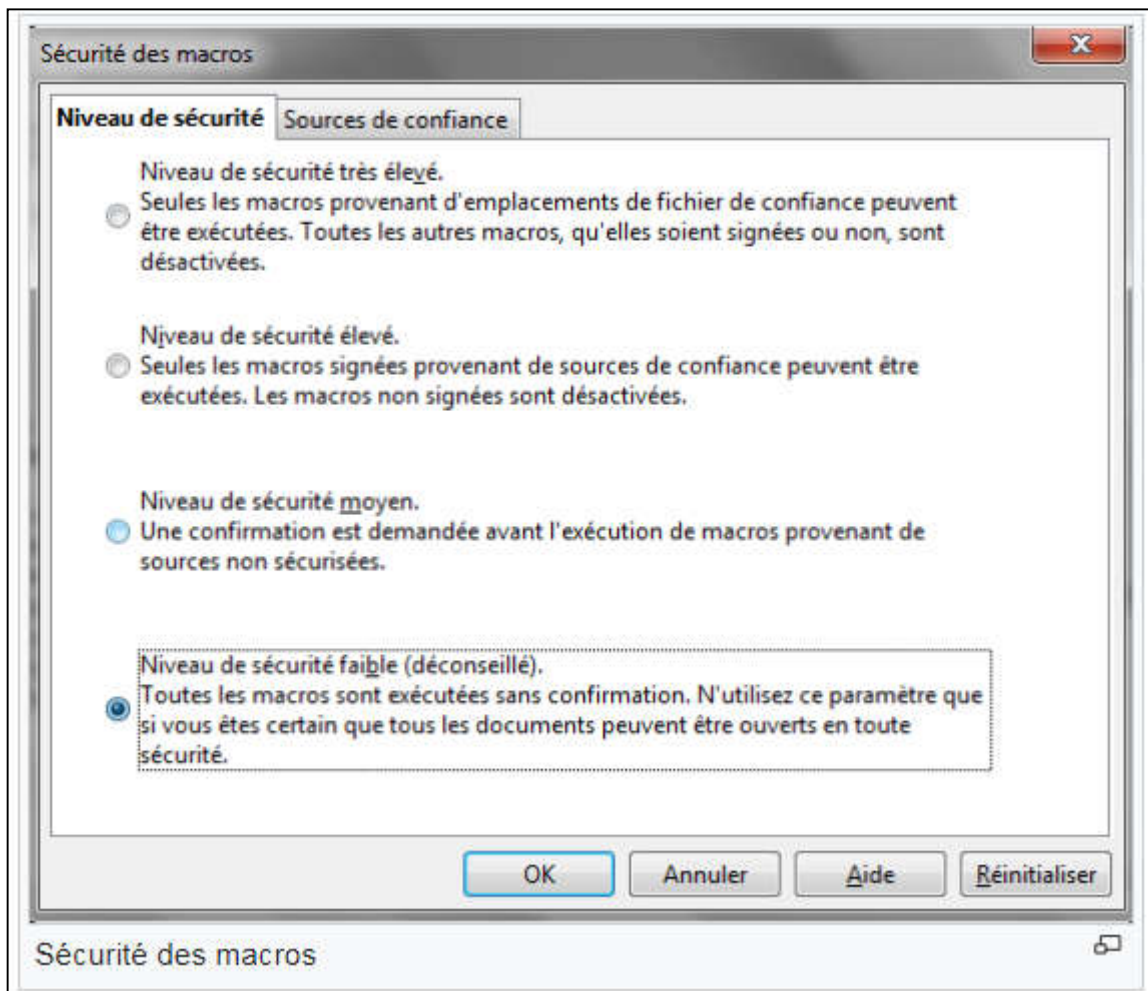 Sécurité des macros
Niveau de sécurité
Sources de confiance
Niveau de sécurité très élevé.
Seules les macros provenant d'emplacements de fichier de confiance peuvent
être exécutées. Toutes les autres macros, qu'elles soient signées ou non, sont
désactivées.
Niveau de sécurité élevé.
Seules les macros signées provenant de sources de confiance peuvent être
exécutées. Les macros non signées sont désactivées.
Niveau de sécurité moyen.
Une confirmation est demandée avant l'exécution de macros provenant de
sources non sécurisées.
Niveau de sécurité faible (déconseillé).
Toutes les macros sont exécutées sans confirmation. N'utilisez ce paramètre que
si vous êtes certain que tous les documents peuvent être ouverts en toute
sécurité.
OK
Annuler
Aide
Réinitialiser
Sécurité des macros